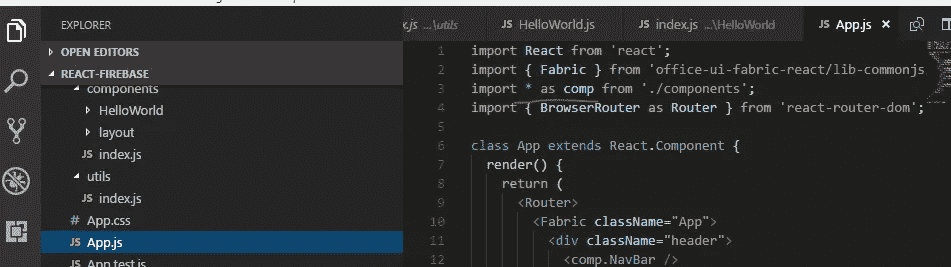 EXPLORER
OPEN EDITORS
REACT-FIREBASE
components
HelloWorld
layout
JS index.js
utils
JS index.js
# App.css
JS App.js
JS App.test.js
.js ...\utils
JS HelloWorld.js
JS index.js ...\HelloWorld
JS App.js ×
1 import React from 'react';
2 import { Fabric } from 'office-ui-fabric-react/lib-commonjs
3 import * as comp from './components';
4 import { BrowserRouter as Router } from 'react-router-dom';
5
6 class App extends React.Component {
7 render() {
8 return (
9 <Router>
10 <Fabric className="App">
11 <div className="header">
12 <comp.NavBar />